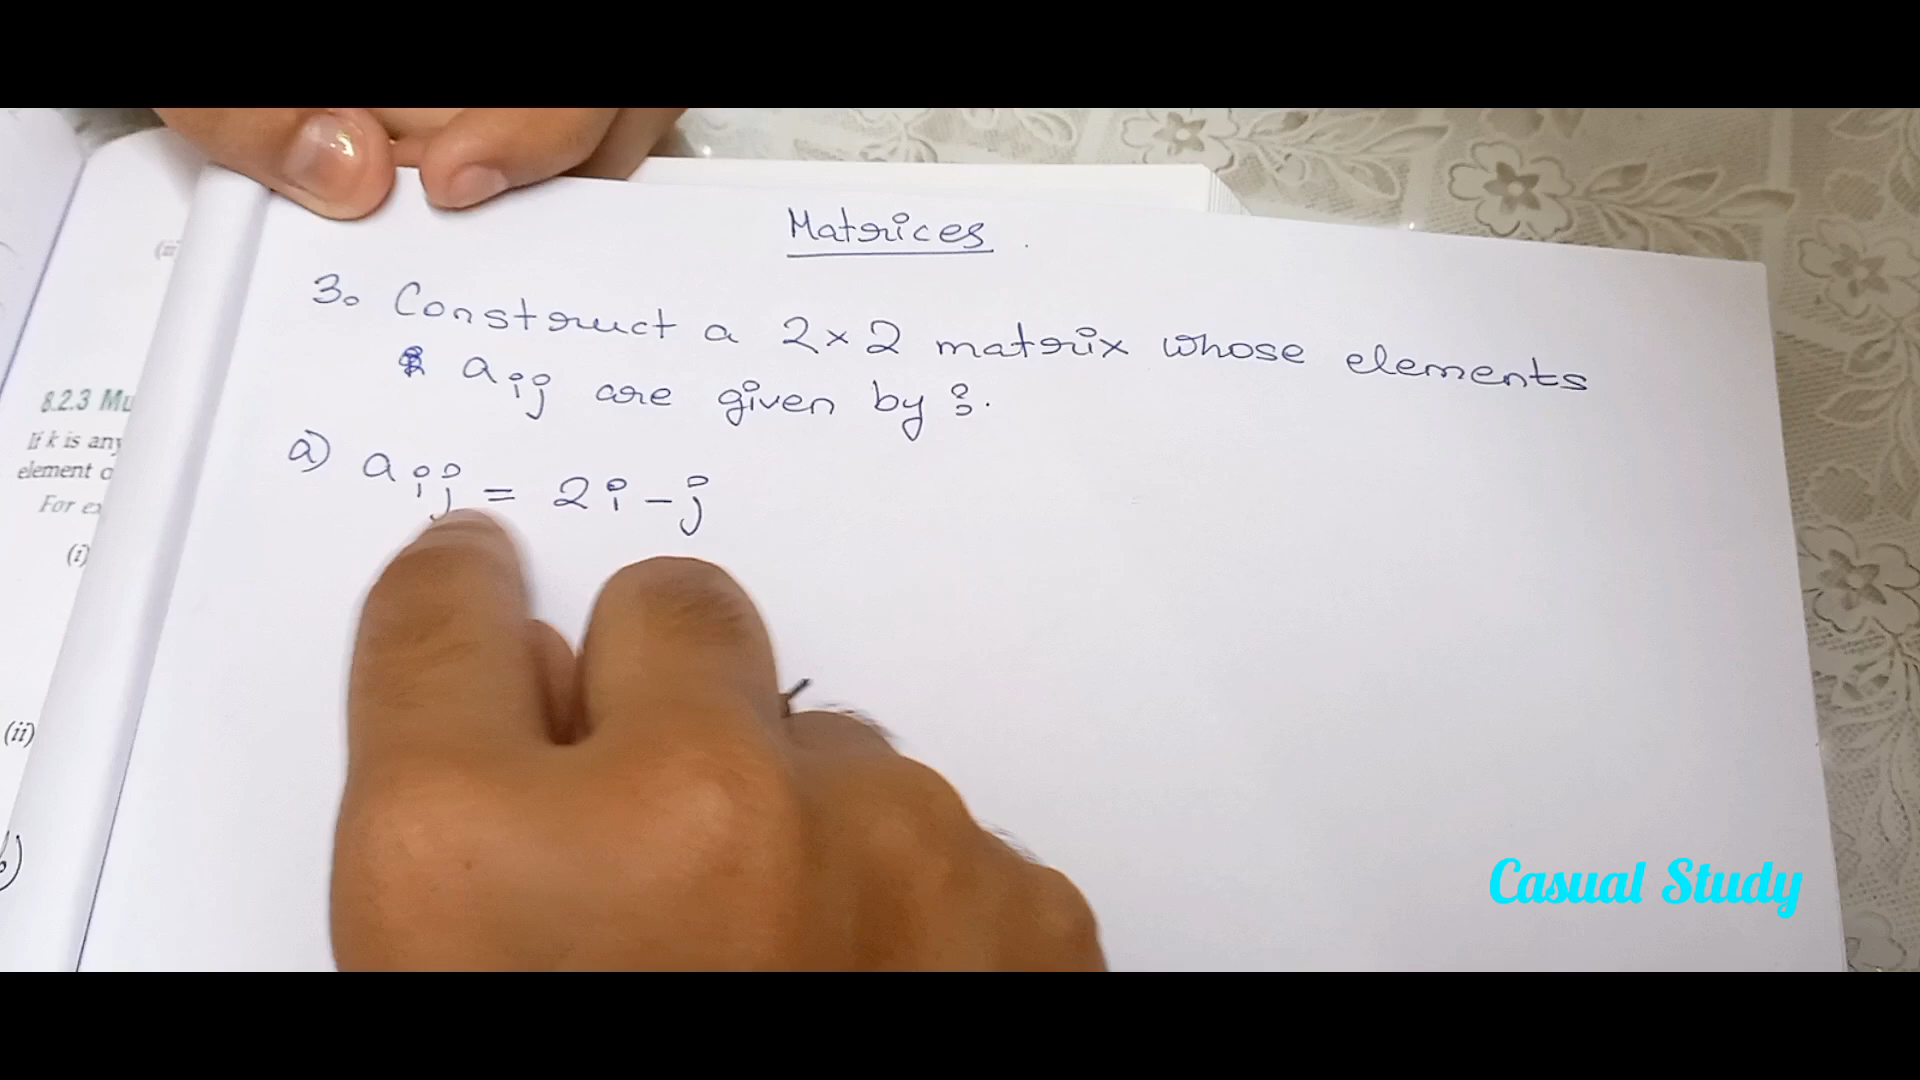 Matrices
3. Construct a 2×2 matrix whose elements
aij are given by :
a) aij = 2i - j
8.2.3 Mu
If k is any
element o
For ex
(i)
(ii)
Casual Study